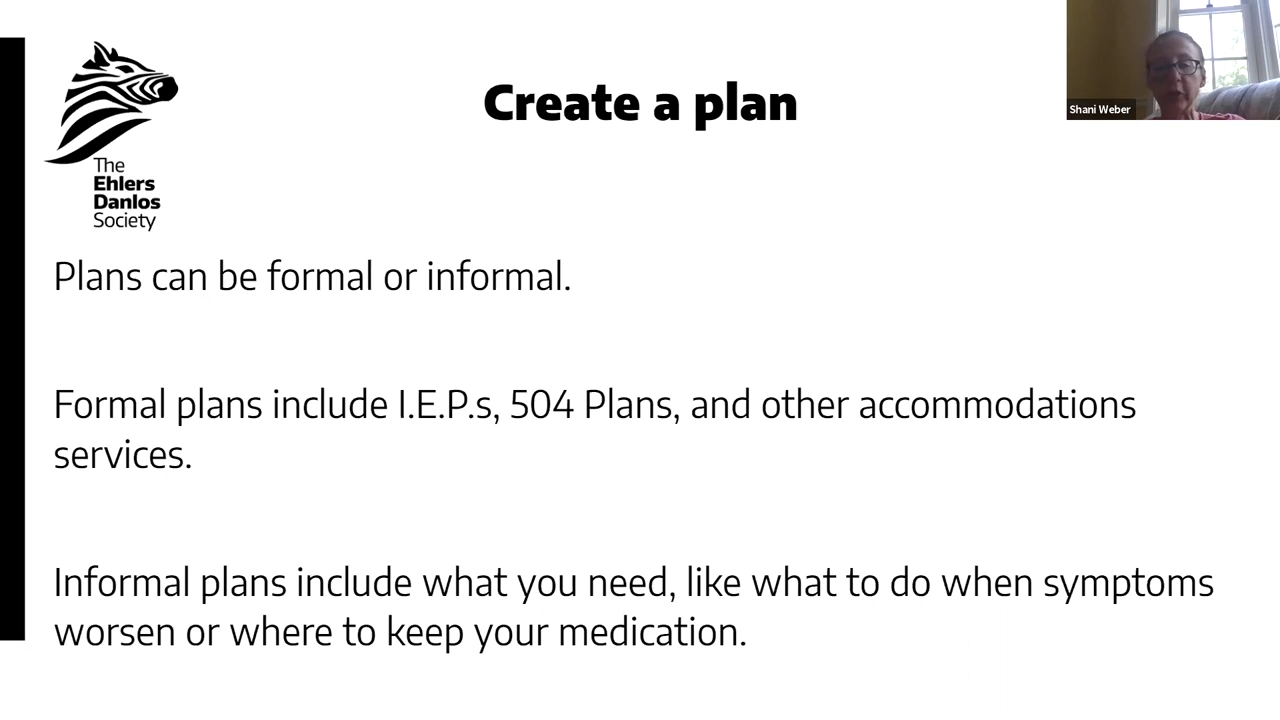 Create a plan
Shani Weber
The
Ehlers
Danlos
Society
Plans can be formal or informal.
Formal plans include I.E.P.s, 504 Plans, and other accommodations
services.
Informal plans include what you need, like what to do when symptoms
worsen or where to keep your medication.